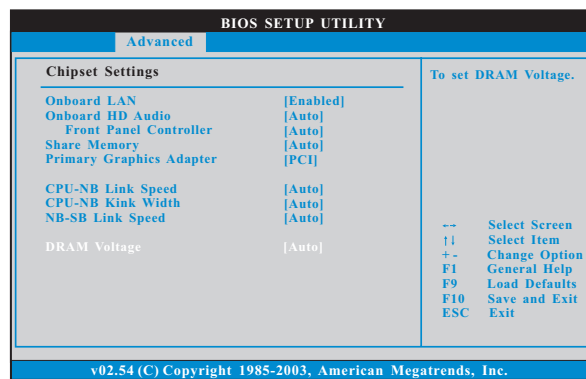 BIOS SETUP UTILITY
Advanced
Chipset Settings
Onboard LAN [Enabled]
Onboard HD Audio [Auto]
Front Panel Controller [Auto]
Share Memory [Auto]
Primary Graphics Adapter [PCI]
CPU-NB Link Speed [Auto]
CPU-NB Kink Width [Auto]
NB-SB Link Speed [Auto]
DRAM Voltage [Auto]
To set DRAM Voltage.
←→ Select Screen
↑↓ Select Item
+ - Change Option
F1 General Help
F9 Load Defaults
F10 Save and Exit
ESC Exit
v02.54 (C) Copyright 1985-2003, American Megatrends, Inc.